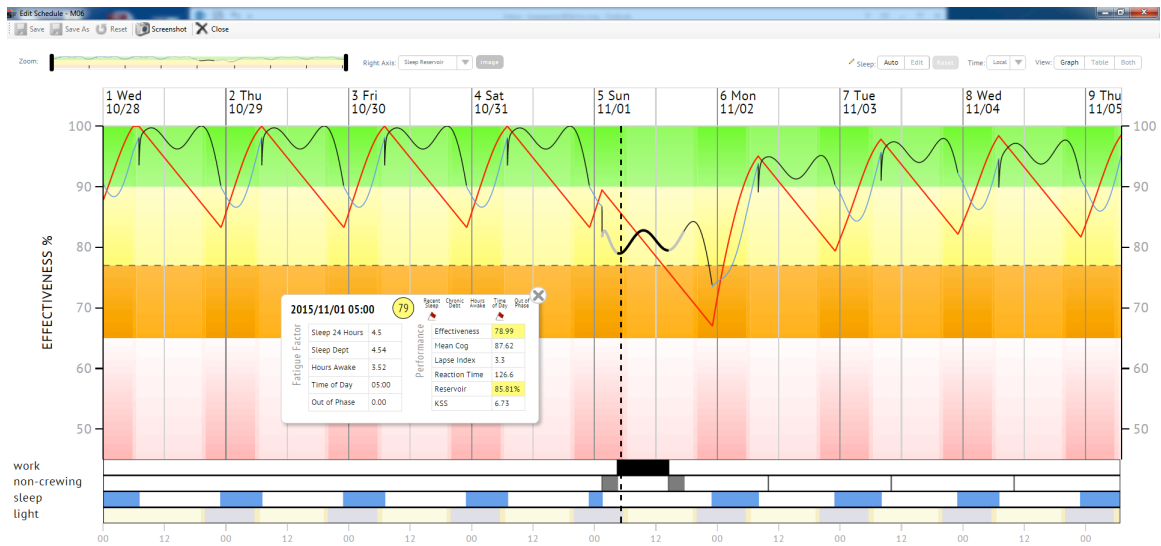 Edit Schedule - M06
Save Save As Reset Screenshot Close
Zoom: Right Axis: Sleep Reservoir Image Sleep: Auto Edit Reset Time: Local View: Graph Table Both
1 Wed 2 Thu 3 Fri 4 Sat 5 Sun 6 Mon 7 Tue 8 Wed 9 Thu
10/28 10/29 10/30 10/31 11/01 11/02 11/03 11/04 11/05
100 100
90 90
80 80
70 70
60 60
50 50
EFFECTIVENESS %
2015/11/01 05:00 79
Recent Sleep Chronic Debt Hours Awake Time of Day Out of Phase
Fatigue Factor
Sleep 24 Hours 4.5
Sleep Dept 4.54
Hours Awake 3.52
Time of Day 05:00
Out of Phase 0.00
Performance
Effectiveness 78.99
Mean Cog 87.62
Lapse Index 3.3
Reaction Time 126.6
Reservoir 85.81%
KSS 6.73
work
non-crewing
sleep
light
00 12 00 12 00 12 00 12 00 12 00 12 00 12 00 12 00